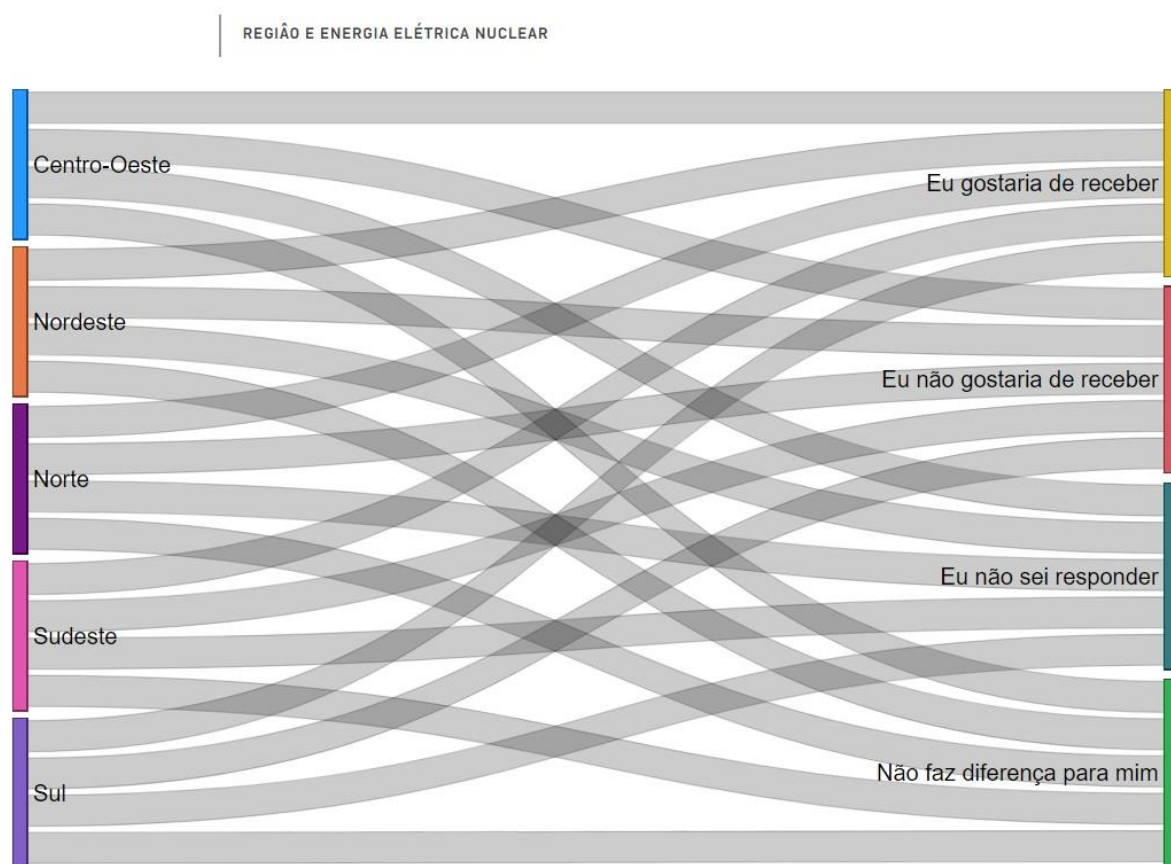 REGIÂO E ENERGIA ELÉTRICA NUCLEAR
Centro-Oeste
Eu gostaria de receber
Nordeste
Eu não gostaria de receber
Norte
Eu não sei responder
Sudeste
Sul
Não faz diferença para mim